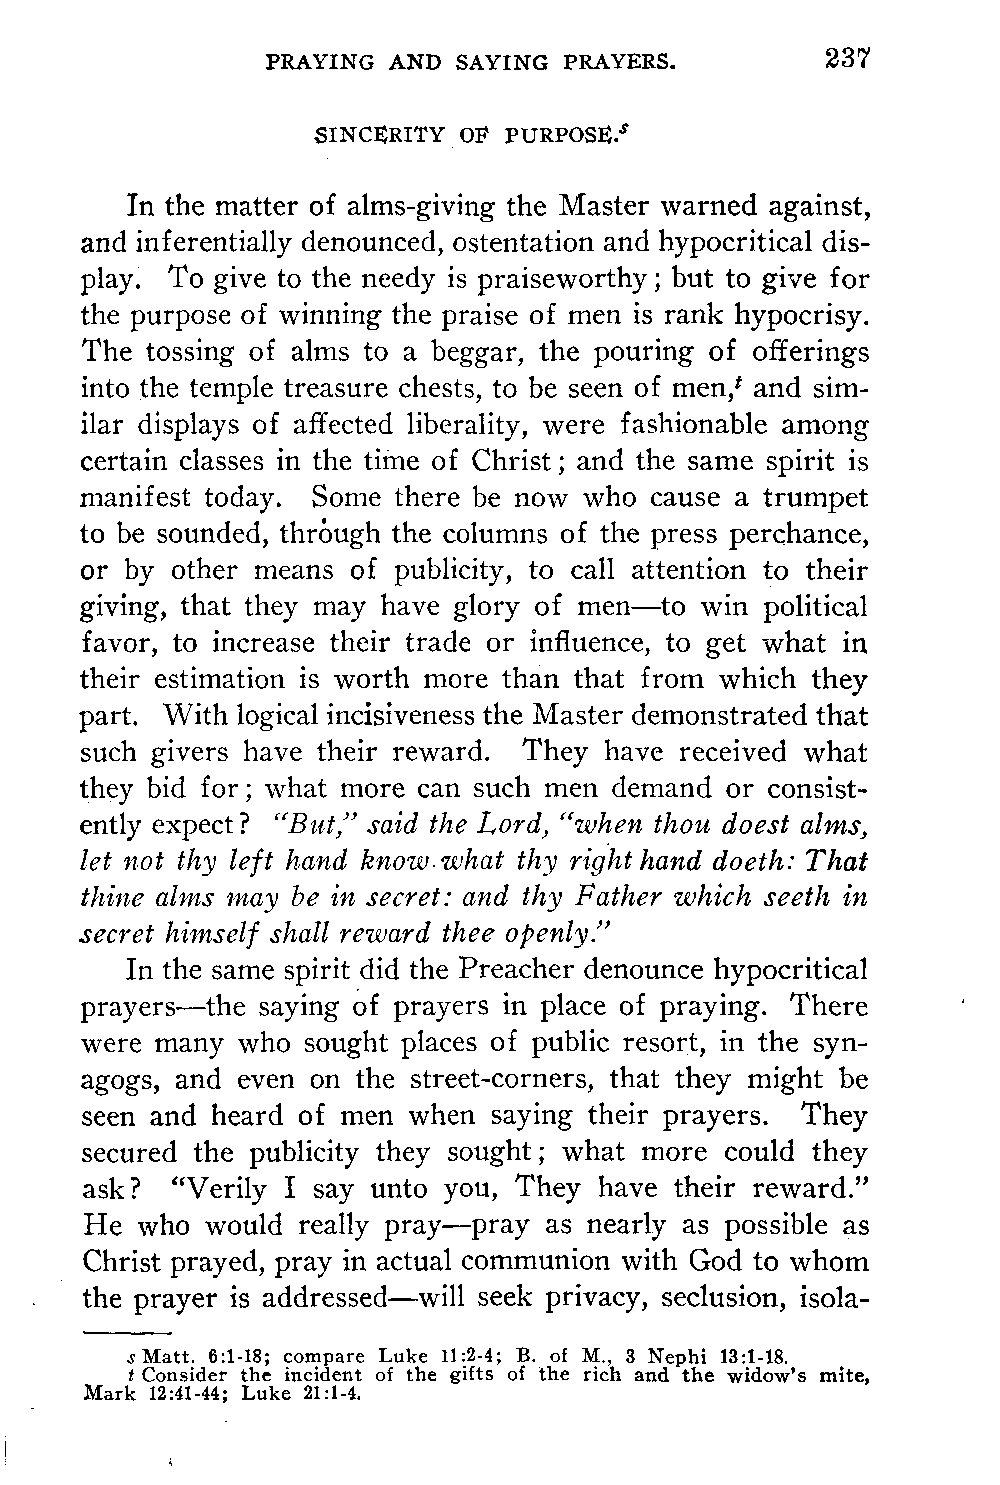 PRAYING AND SAYING PRAYERS. 237
SINCERITY OF PURPOSE.s
In the matter of alms-giving the Master warned against,
and inferentially denounced, ostentation and hypocritical dis-
play. To give to the needy is praiseworthy; but to give for
the purpose of winning the praise of men is rank hypocrisy.
The tossing of alms to a beggar, the pouring of offerings
into the temple treasure chests, to be seen of men,t and sim-
ilar displays of affected liberality, were fashionable among
certain classes in the time of Christ; and the same spirit is
manifest today. Some there be now who cause a trumpet
to be sounded, through the columns of the press perchance,
or by other means of publicity, to call attention to their
giving, that they may have glory of men—to win political
favor, to increase their trade or influence, to get what in
their estimation is worth more than that from which they
part. With logical incisiveness the Master demonstrated that
such givers have their reward. They have received what
they bid for; what more can such men demand or consist-
ently expect? "But," said the Lord, "when thou doest alms,
let not thy left hand know what thy right hand doeth: That
thine alms may be in secret: and thy Father which seeth in
secret himself shall reward thee openly."
In the same spirit did the Preacher denounce hypocritical
prayers—the saying of prayers in place of praying. There
were many who sought places of public resort, in the syn-
agogs, and even on the street-corners, that they might be
seen and heard of men when saying their prayers. They
secured the publicity they sought; what more could they
ask? "Verily I say unto you, They have their reward."
He who would really pray—pray as nearly as possible as
Christ prayed, pray in actual communion with God to whom
the prayer is addressed—will seek privacy, seclusion, isola-
s Matt. 6:1-18; compare Luke 11:2-4; B. of M., 3 Nephi 13:1-18.
t Consider the incident of the gifts of the rich and the widow's mite,
Mark 12:41-44; Luke 21:1-4.